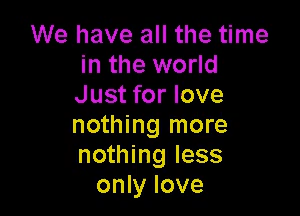 We have all the time
in the world
Just for love
nothing more
nothing less
only love